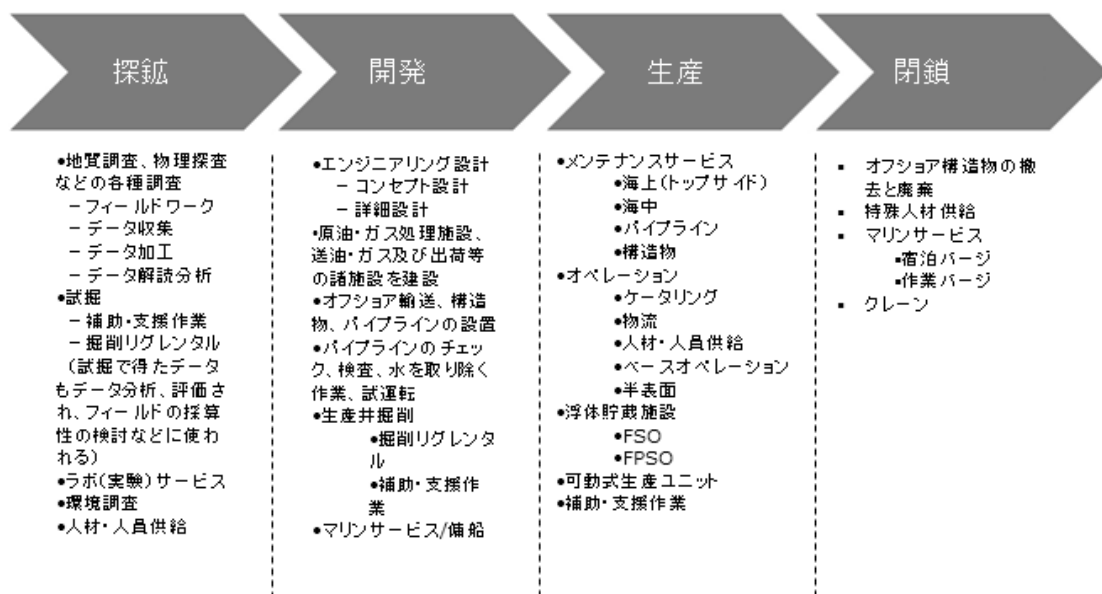 探鉱
開発
生産
閉鎖
●地質調査、物理探査
などの各種調査
－フィールドワーク
－データ収集
－データ加工
－データ解読分析
●試掘
－補助・支援作業
－掘削リグレンタル
（試掘で得たデータ
もデータ分析、評価さ
れ、フィールドの採算
性の検討などに使わ
れる）
●ラボ(実験)サービス
●環境調査
●人材・人員供給
●エンジニアリング設計
－コンセプト設計
－詳細設計
・原油・ガス処理施設、
送油・ガス及び出荷等
の諸施設を建設
●オフショア輸送、構造
物、パイプラインの設置
●パイプラインのチェッ
ク、検査、水を取り除く
作業、試運転
●生産井掘削
●掘削リグレンタ
ル
●補助・支援作
業
●マリンサービス/傭船
●メンテナンスサービス
●海上(トップサイド)
●海中
●パイプライン
●構造物
●オペレーション
●ケータリング
●物流
●人材・人員供給
●ベースオペレーション
●半表面
●浮体貯蔵施設
●FSO
●FPSO
●可動式生産ユニット
●補助・支援作業
▪ オフショア構造物の撤
去と廃棄
▪ 特殊人材供給
▪ マリンサービス
▪宿泊バージ
▪作業バージ
▪ クレーン